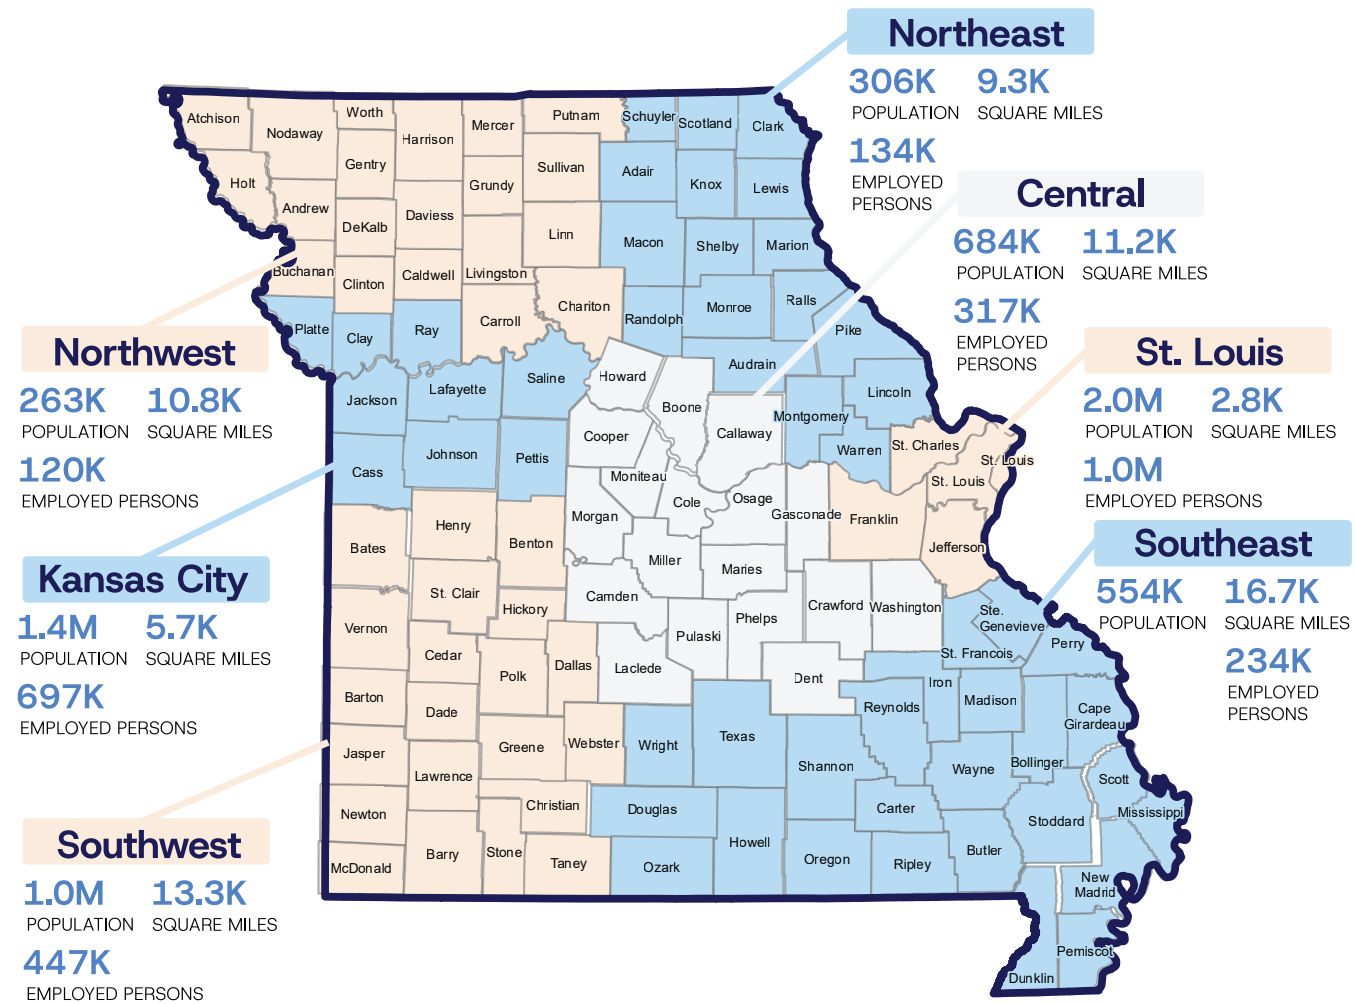 Northeast
306K 9.3K
POPULATION SQUARE MILES
134K
EMPLOYED
PERSONS
Central
684K 11.2K
POPULATION SQUARE MILES
317K
EMPLOYED
PERSONS
St. Louis
2.0M 2.8K
POPULATION SQUARE MILES
1.0M
EMPLOYED PERSONS
Southeast
554K 16.7K
POPULATION SQUARE MILES
234K
EMPLOYED
PERSONS
Northwest
263K 10.8K
POPULATION SQUARE MILES
120K
EMPLOYED PERSONS
Kansas City
1.4M 5.7K
POPULATION SQUARE MILES
697K
EMPLOYED PERSONS
Southwest
1.0M 13.3K
POPULATION SQUARE MILES
447K
EMPLOYED PERSONS
Atchison
Nodaway
Worth
Harrison
Mercer
Putnam
Schuyler
Scotland
Clark
Gentry
Sullivan
Adair
Knox
Lewis
Holt
Grundy
Andrew
DeKalb
Daviess
Linn
Macon
Shelby
Marion
Buchanan
Clinton
Caldwell
Livingston
Chariton
Randolph
Monroe
Ralls
Pike
Platte
Clay
Ray
Carroll
Audrain
Jackson
Lafayette
Saline
Howard
Boone
Callaway
Montgomery
Lincoln
Cooper
Warren
St. Charles
St. Louis
St. Louis
Cass
Johnson
Pettis
Moniteau
Cole
Osage
Gasconade
Franklin
Jefferson
Morgan
Bates
Henry
Benton
Miller
Maries
St. Clair
Hickory
Camden
Phelps
Crawford
Washington
Ste.
Genevieve
Vernon
Cedar
Polk
Dallas
Laclede
Pulaski
Dent
St. Francois
Perry
Iron
Madison
Barton
Dade
Reynolds
Cape
Girardeau
Jasper
Greene
Webster
Wright
Texas
Shannon
Wayne
Bollinger
Scott
Lawrence
Newton
Christian
Douglas
Carter
Stoddard
Mississippi
McDonald
Barry
Stone
Taney
Ozark
Howell
Oregon
Ripley
Butler
New
Madrid
Pemiscot
Dunklin